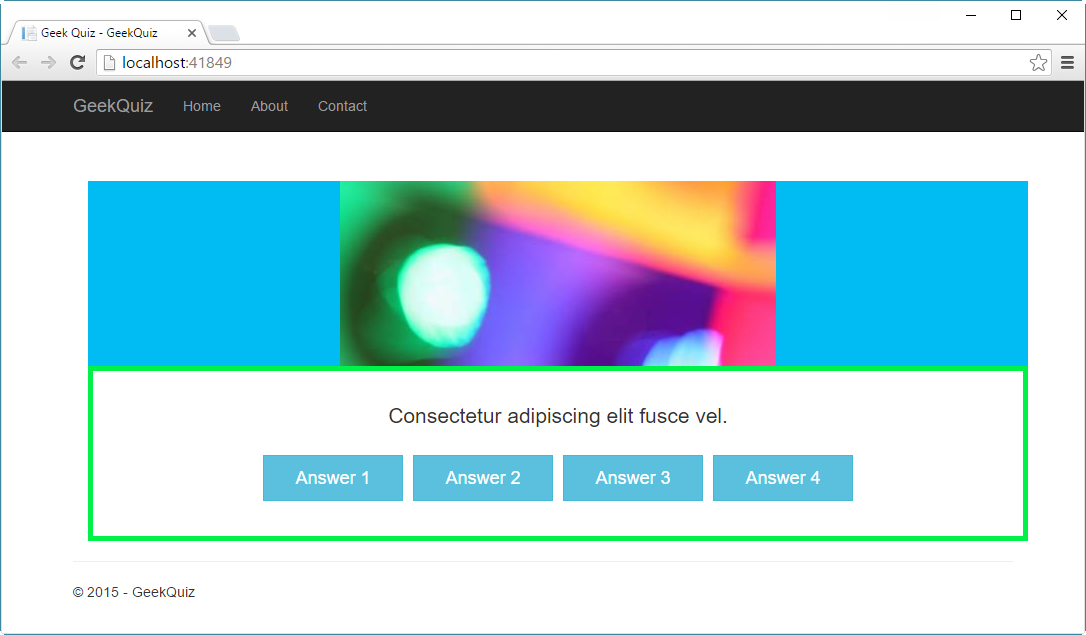 Geek Quiz - GeekQuiz
localhost:41849
GeekQuiz Home About Contact
Consectetur adipiscing elit fusce vel.
Answer 1 Answer 2 Answer 3 Answer 4
© 2015 - GeekQuiz